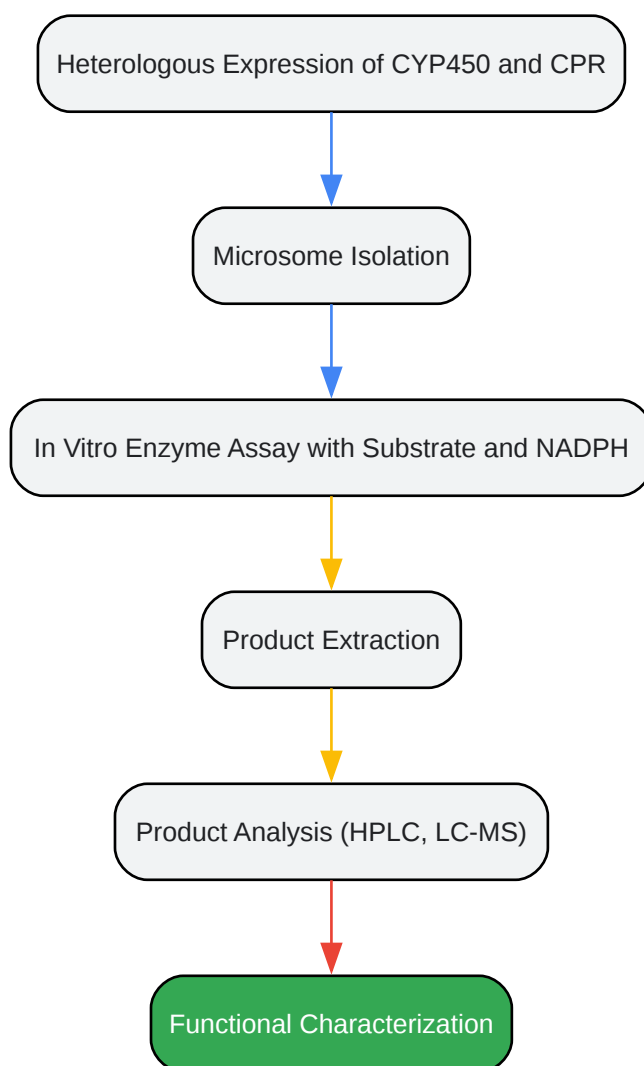 Heterologous Expression of CYP450 and CPR
Microsome Isolation
In Vitro Enzyme Assay with Substrate and NADPH
Product Extraction
Product Analysis (HPLC, LC-MS)
Functional Characterization